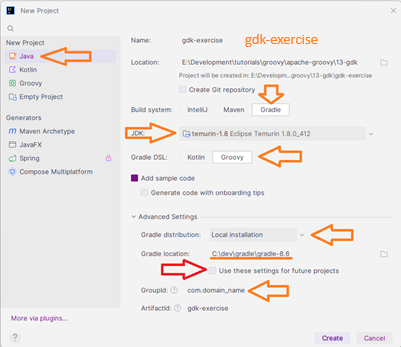 New Project
New Project
Java
Kotlin
Groovy
Empty Project
Generators
Maven Archetype
JavaFX
Spring
Compose Multiplatform
More via plugins...
?
Name: gdk-exercise
gdk-exercise
Location: E:\Development\tutorials\groovy\apache-groovy\13-gdk
Project will be created in: E:\Developm...groovy\13-gdk\gdk-exercise
Create Git repository
Build system: IntelliJ Maven Gradle
JDK: temurin-1.8 Eclipse Temurin 1.8.0_412
Gradle DSL: Kotlin Groovy
Add sample code
Generate code with onboarding tips
Advanced Settings
Gradle distribution: Local installation
Gradle location: C:\dev\gradle\gradle-8.6
Use these settings for future projects
GroupId: ? com.domain_name
ArtifactId: ? gdk-exercise
Create Cancel